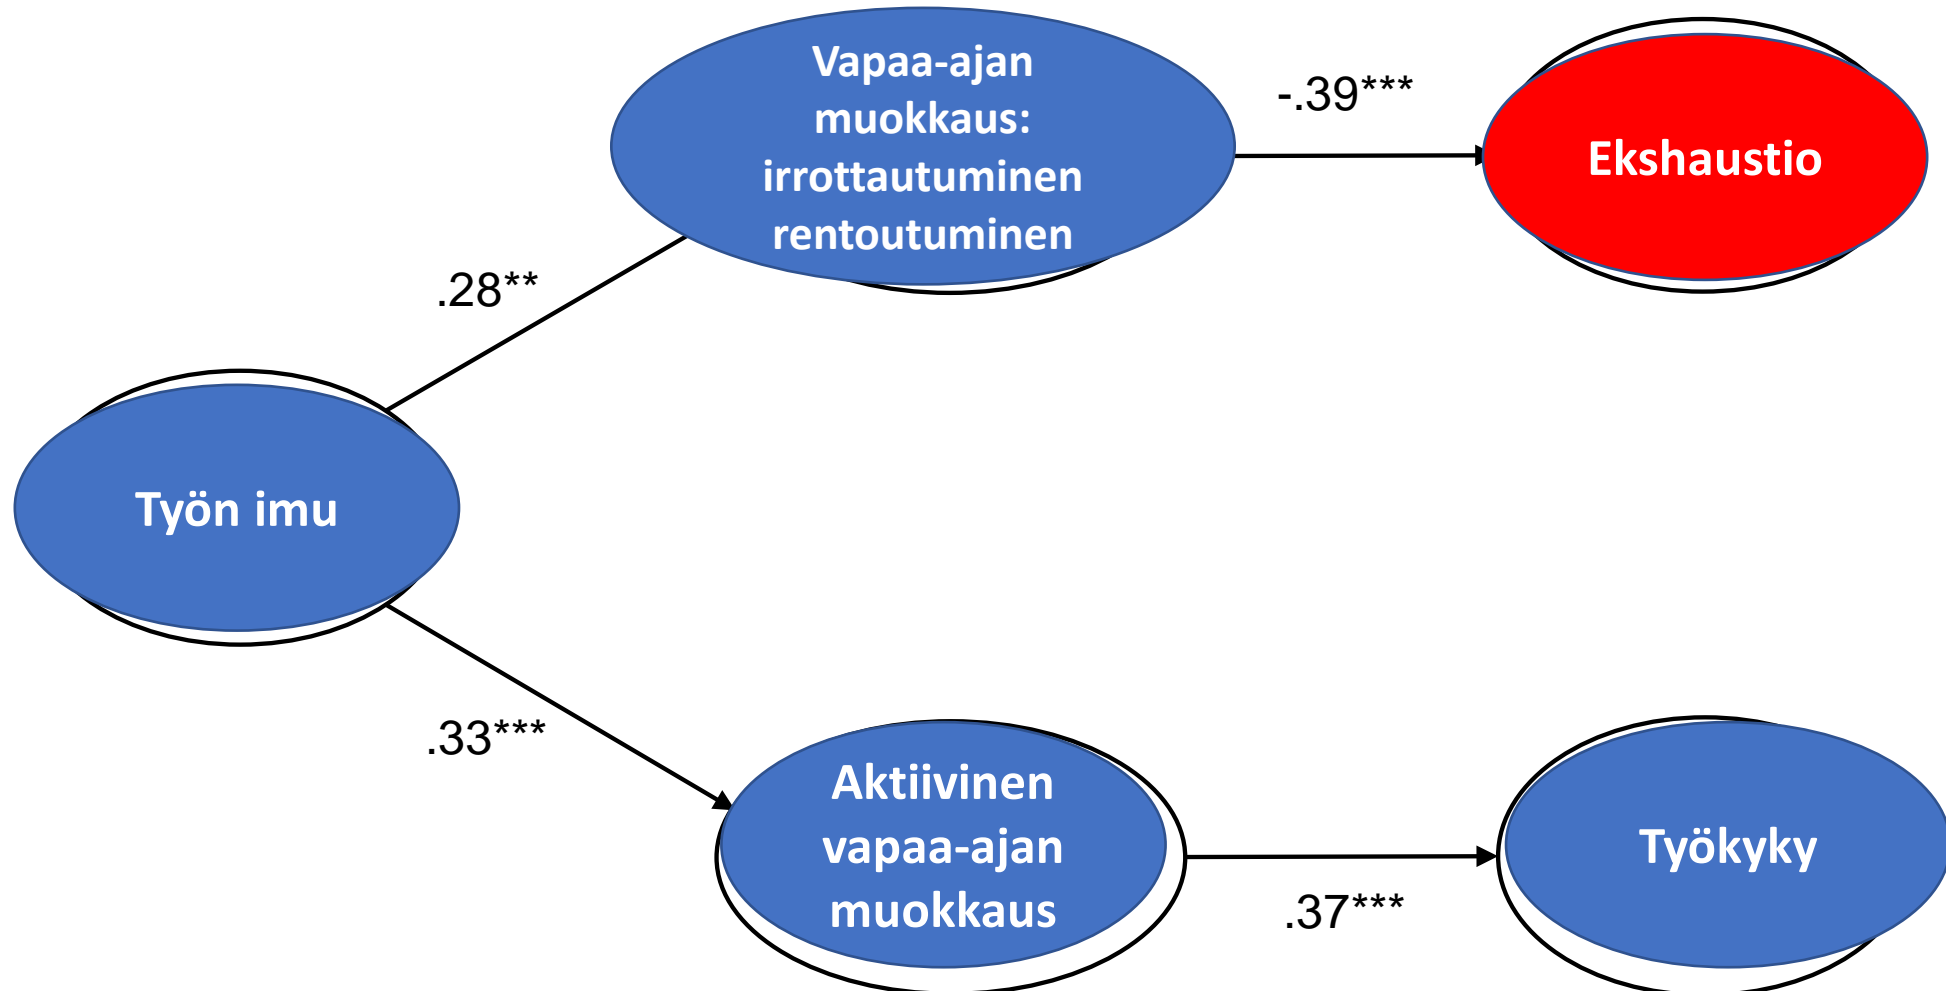 Vapaa-ajan
muokkaus:
irrottautuminen
rentoutuminen
-.39***
Ekshaustio
.28**
Työn imu
.33***
Aktiivinen
vapaa-ajan
muokkaus
.37***
Työkyky